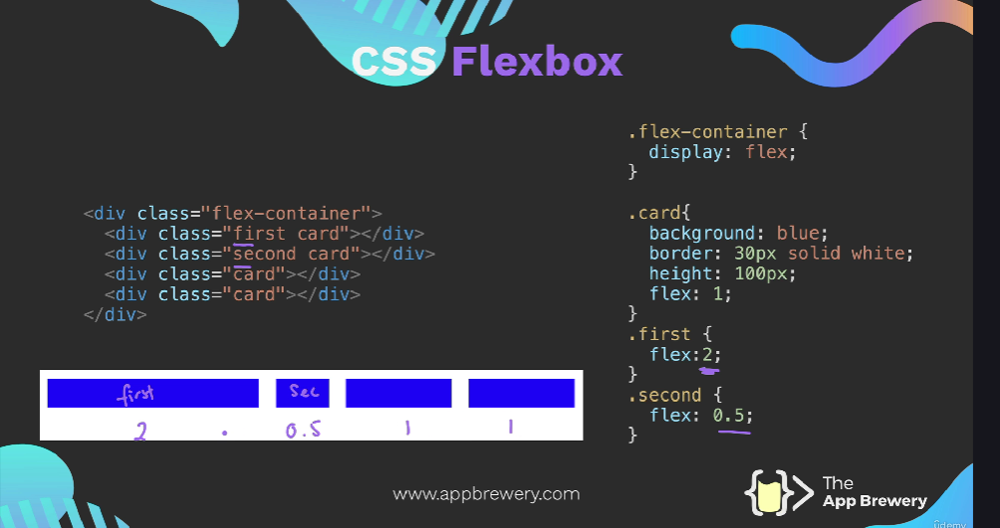 CSS Flexbox
<div class="flex-container">
  <div class="first card"></div>
  <div class="second card"></div>
  <div class="card"></div>
  <div class="card"></div>
</div>
.flex-container {
  display: flex;
}
.card{
  background: blue;
  border: 30px solid white;
  height: 100px;
  flex: 1;
}
.first {
  flex:2;
}
.second {
  flex: 0.5;
}
first sec
2 . 0.5 1 1
www.appbrewery.com
The
App Brewery
ûdemy